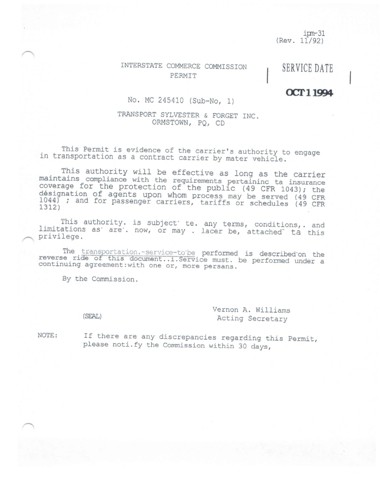 ipm-31
(Rev. 11/92)
INTERSTATE COMMERCE COMMISSION
PERMIT
SERVICE DATE
OCT 1 1994
No. MC 245410 (Sub-No, 1)
TRANSPORT SYLVESTER & FORGET INC.
ORMSTOWN, PQ, CD
This Permit is evidence of the carrier's authority to engage
in transportation as a contract carrier by mater vehicle.
This authority will be effective as long as the carrier
maintains compliance with the requirements pertaininc ta insurance
coverage for the protection of the public (49 CFR 1043); the
designation of agents upon whom process may be served (49 CFR
1044) ; and for passenger carriers, tariffs or schedules (49 CFR
1312)
This authority. is subject te. any terms, conditions,. and
limitations as are. now, or may . lacer be, attached ta this
privilege.
The transportation.-service-to be performed is described on the
reverse ride of this document..i.Service must. be performed under a
continuing agreement:with one or, more persans.
By the Commission.
Vernon A. Williams
(SEAL) Acting Secretary
NOTE: If there are any discrepancies regarding this Permit,
please noti.fy the Commission within 30 days,